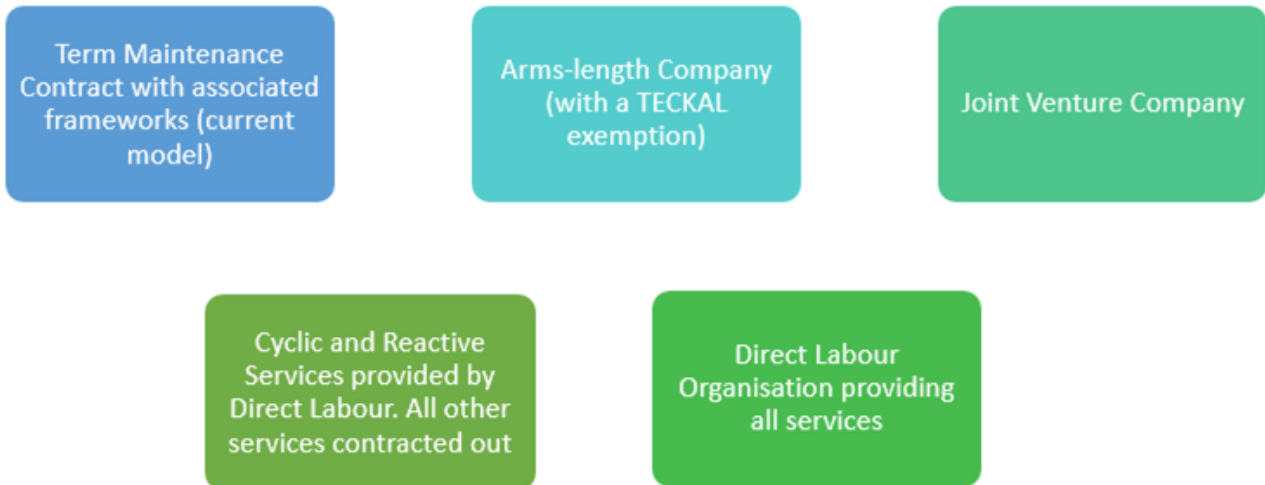 Term Maintenance
Contract with associated
frameworks (current
model)
Arms-length Company
(with a TECKAL
exemption)
Joint Venture Company
Cyclic and Reactive
Services provided by
Direct Labour. All other
services contracted out
Direct Labour
Organisation providing
all services